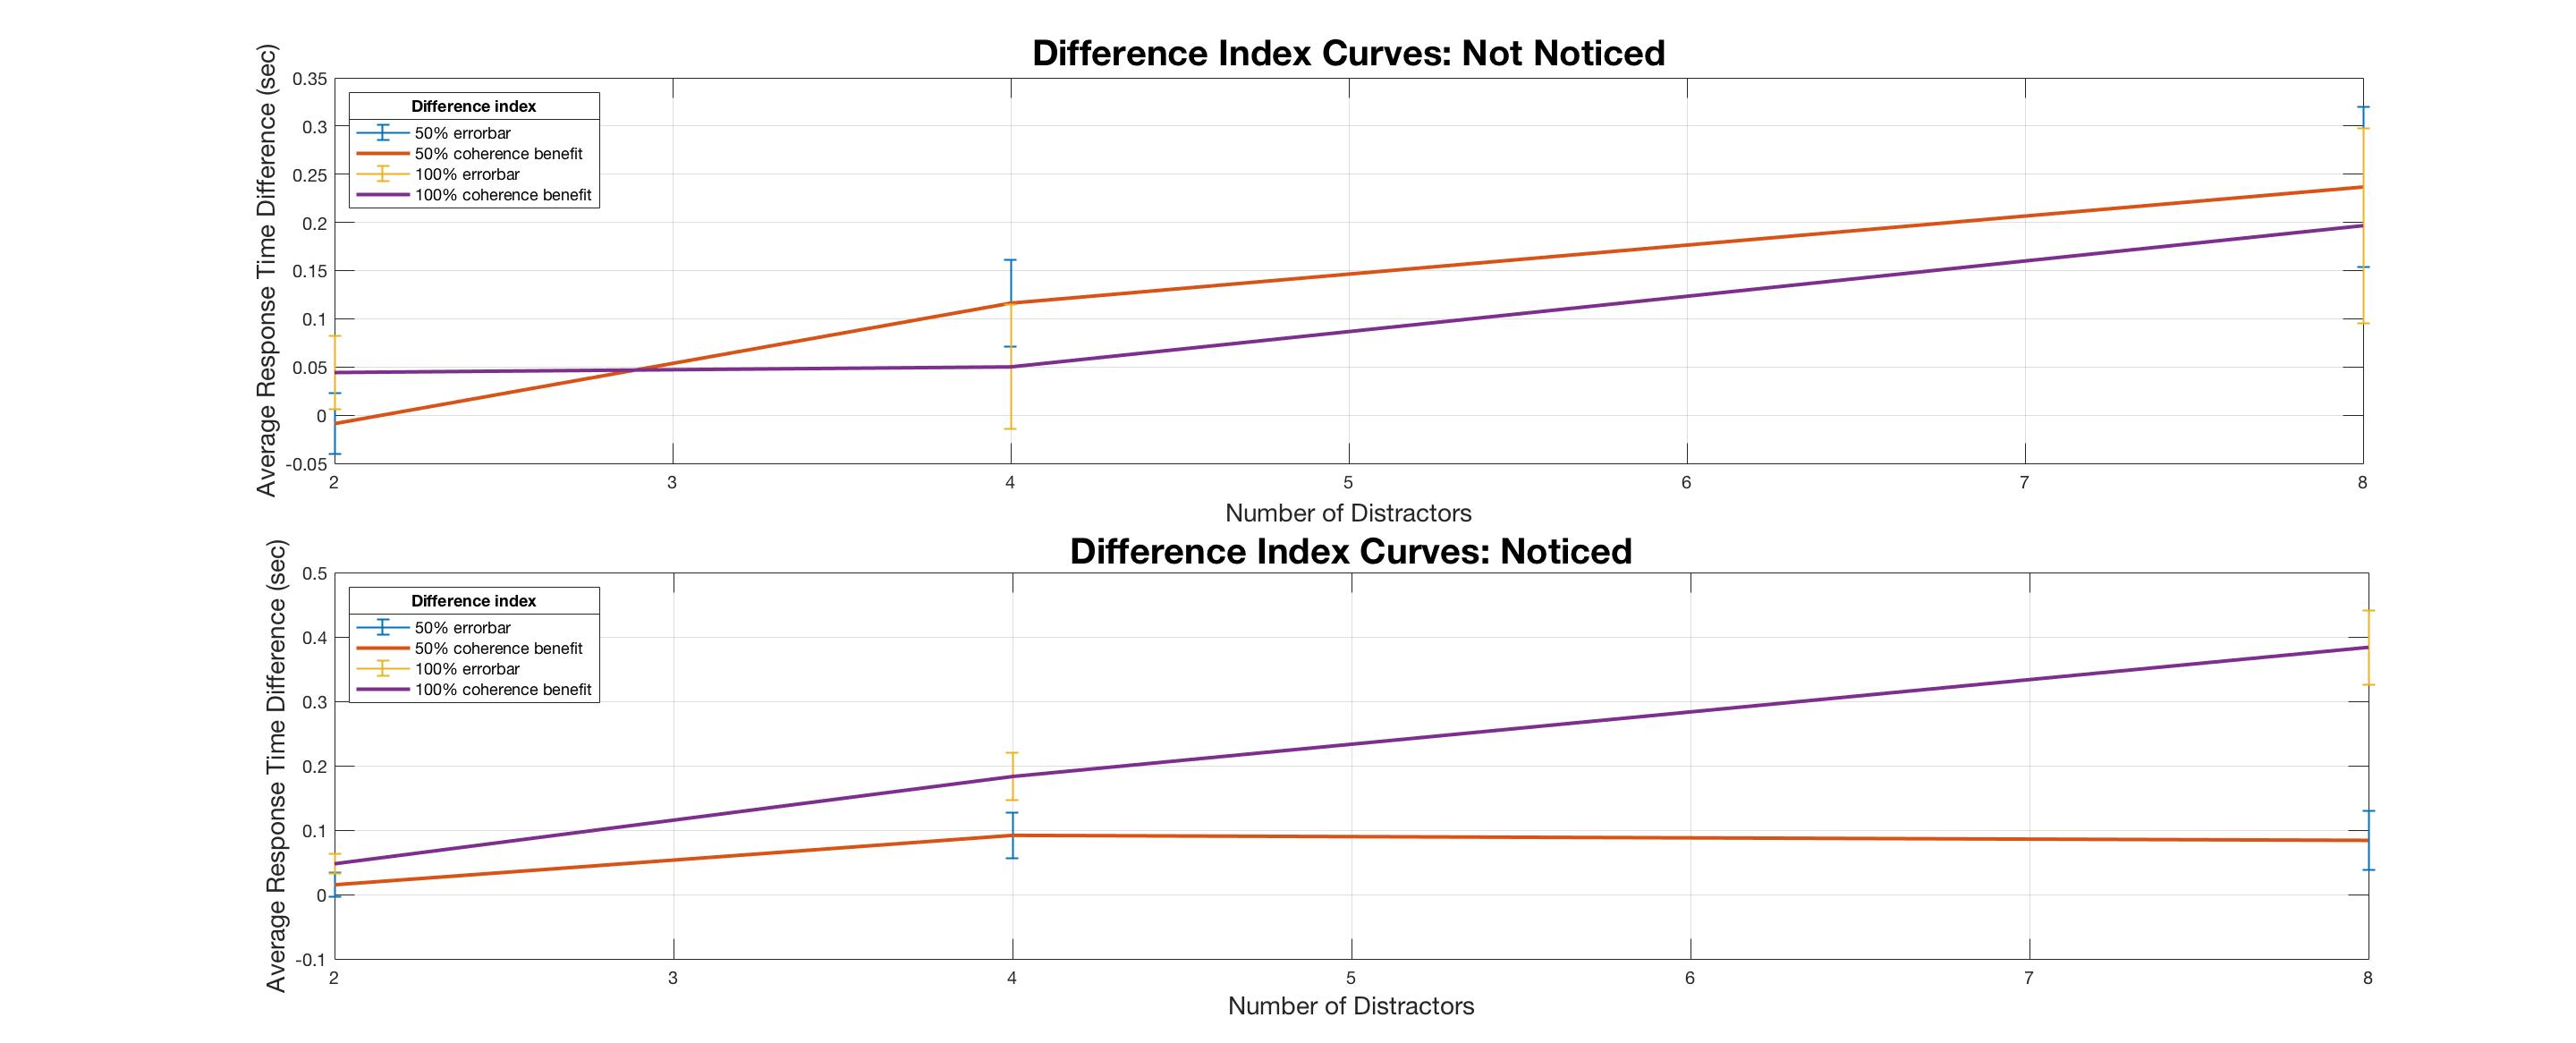 Difference Index Curves: Not Noticed
Average Response Time Difference (sec)
0.35
0.3
0.25
0.2
0.15
0.1
0.05
0
-0.05
Difference index
50% errorbar
50% coherence benefit
100% errorbar
100% coherence benefit
2 3 4 5 6 7 8
Number of Distractors
Difference Index Curves: Noticed
Average Response Time Difference (sec)
0.5
0.4
0.3
0.2
0.1
0
-0.1
Difference index
50% errorbar
50% coherence benefit
100% errorbar
100% coherence benefit
2 3 4 5 6 7 8
Number of Distractors